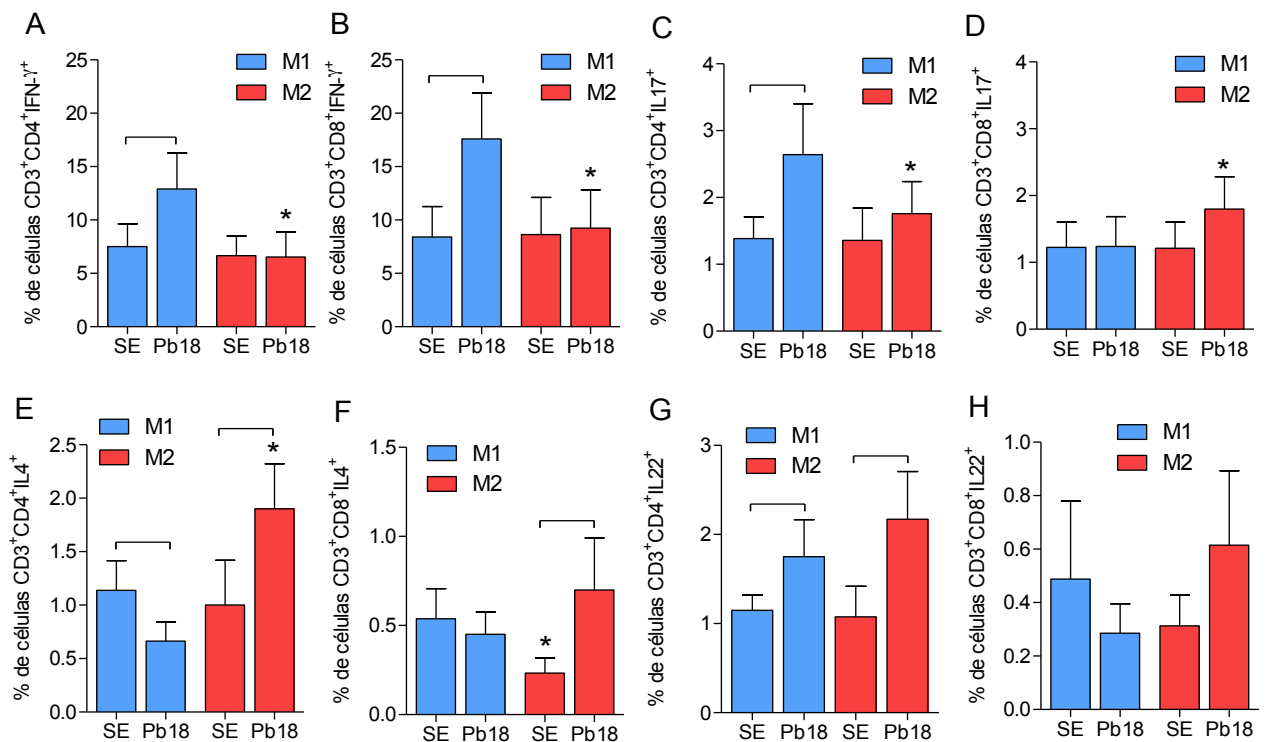 A
M1
M2
% de células CD3⁺CD4⁺IFN-γ⁺
25
20
15
10
5
0
SE Pb18 SE Pb18
*
B
M1
M2
% de células CD3⁺CD8⁺IFN-γ⁺
25
20
15
10
5
0
SE Pb18 SE Pb18
*
C
M1
M2
% de células CD3⁺CD4⁺IL17⁺
4
3
2
1
0
SE Pb18 SE Pb18
*
D
M1
M2
% de células CD3⁺CD8⁺IL17⁺
4
3
2
1
0
SE Pb18 SE Pb18
*
E
M1
M2
% de células CD3⁺CD4⁺IL4⁺
2.5
2.0
1.5
1.0
0.5
0.0
SE Pb18 SE Pb18
*
F
M1
M2
% de células CD3⁺CD8⁺IL4⁺
1.5
1.0
0.5
0.0
SE Pb18 SE Pb18
*
G
M1
M2
% de células CD3⁺CD4⁺IL22⁺
3
2
1
0
SE Pb18 SE Pb18
H
M1
M2
% de células CD3⁺CD8⁺IL22⁺
1.0
0.8
0.6
0.4
0.2
0.0
SE Pb18 SE Pb18